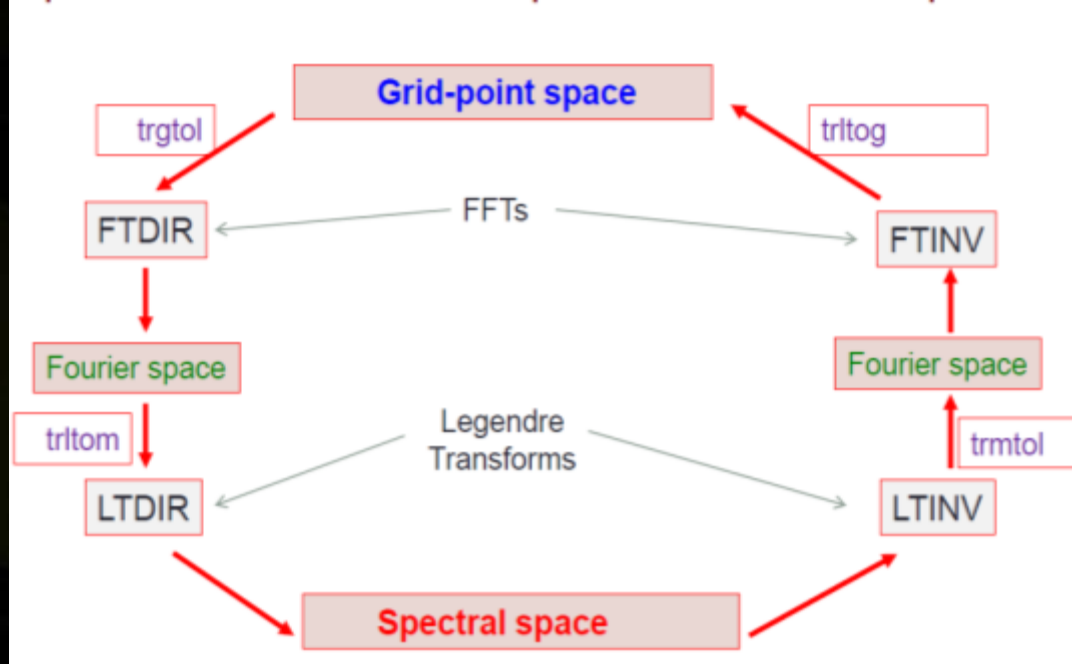 Grid-point space
trgtol
trltog
FTDIR
FFTs
FTINV
Fourier space
Fourier space
trltom
Legendre
Transforms
trmtol
LTDIR
LTINV
Spectral space